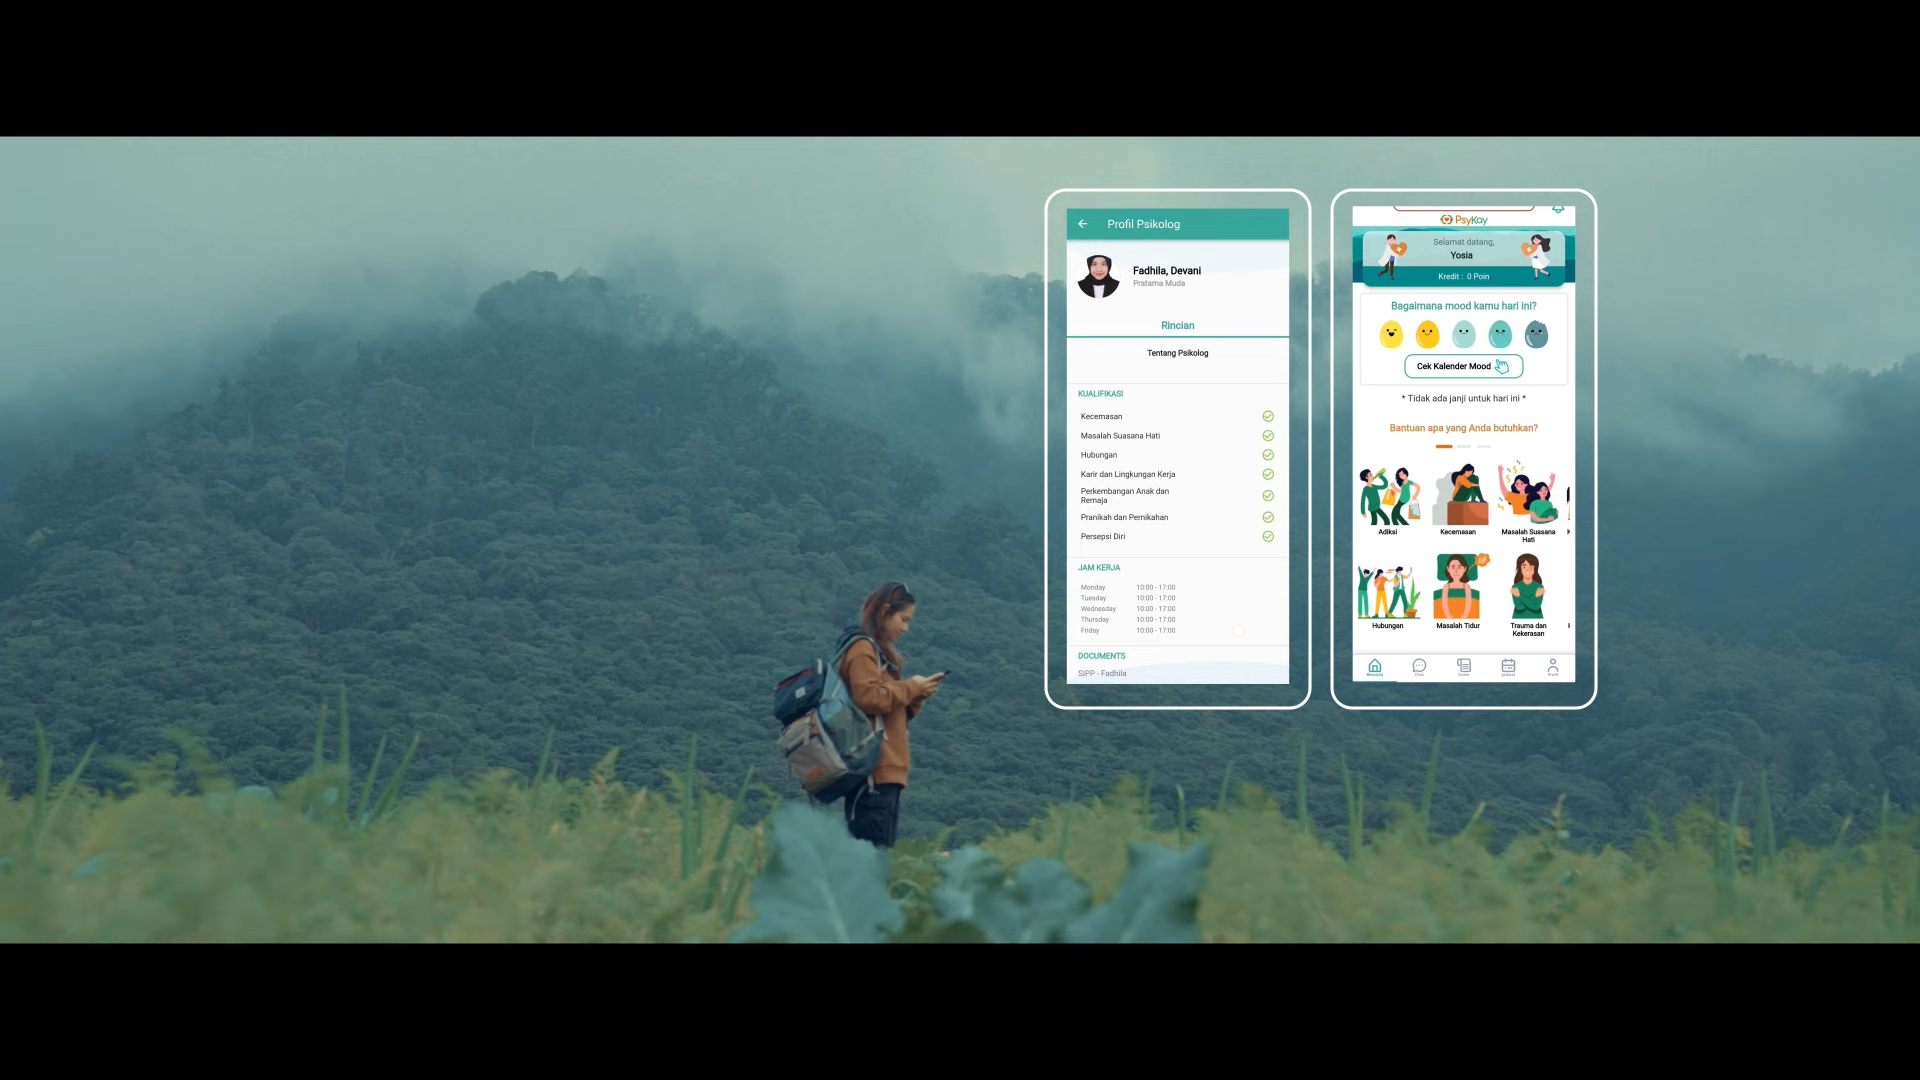 Profil Psikolog
Fadhila, Devani
Pratama Muda
Rincian
Tentang Psikolog
KUALIFIKASI
Kecemasan
Masalah Suasana Hati
Hubungan
Karir dan Lingkungan Kerja
Perkembangan Anak dan
Remaja
Pranikah dan Pernikahan
Persepsi Diri
JAM KERJA
Monday 10:00 - 17:00
Tuesday 10:00 - 17:00
Wednesday 10:00 - 17:00
Thursday 10:00 - 17:00
Friday 10:00 - 17:00
DOCUMENTS
SIPP - Fadhila
PsyKay
Selamat datang,
Yosia
Kredit : 0 Poin
Bagaimana mood kamu hari ini?
Cek Kalender Mood
* Tidak ada janji untuk hari ini *
Bantuan apa yang Anda butuhkan?
Adiksi
Kecemasan
Masalah Suasana
Hati
Hubungan
Masalah Tidur
Trauma dan
Kekerasan
Beranda
Chat
Order
Jadwal
Profil